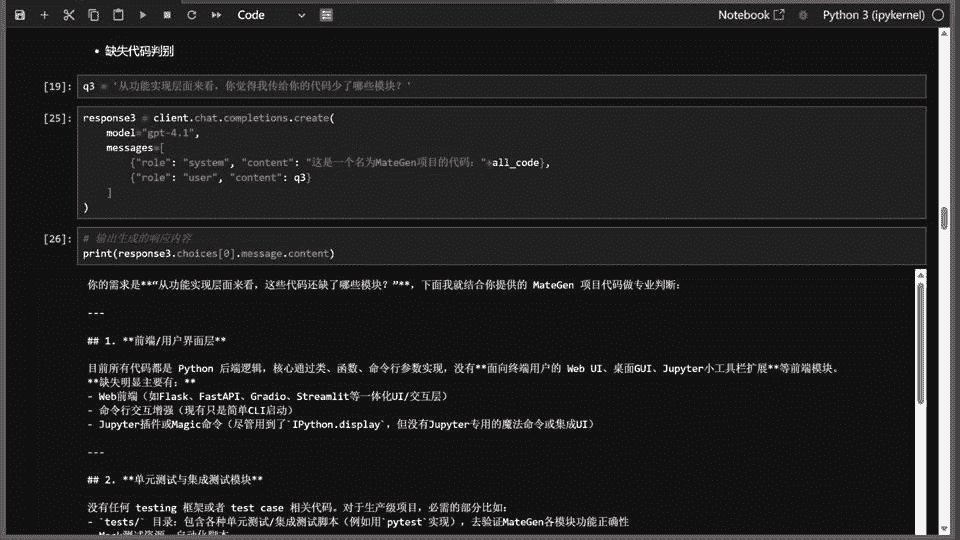 Code
Notebook
Python 3 (ipykernel)
• 缺失代码判别
[19]: q3 = '从功能实现层面来看，你觉得我传给你的代码少了哪些模块？'
[25]: response3 = client.chat.completions.create(
model="gpt-4.1",
messages=[
{"role": "system", "content": "这是一个名为MateGen项目的代码："+all_code},
{"role": "user", "content": q3}
]
)
[26]: # 输出生成的响应内容
print(response3.choices[0].message.content)
你的需求是**“从功能实现层面来看，这些代码还缺了哪些模块？”**，下面我就结合你提供的 MateGen 项目代码做专业判断：
---
## 1. **前端/用户界面层**
目前所有代码都是 Python 后端逻辑，核心通过类、函数、命令行参数实现，没有**面向终端用户的 Web UI、桌面GUI、Jupyter小工具栏扩展**等前端模块。
**缺失明显主要有：**
- Web前端（如Flask、FastAPI、Gradio、Streamlit等一体化UI/交互层）
- 命令行交互增强（现有只是简单CLI启动）
- Jupyter插件或Magic命令（尽管用到了`IPython.display`，但没有Jupyter专用的魔法命令或集成UI）
---
## 2. **单元测试与集成测试模块**
没有任何 testing 框架或者 test case 相关代码。对于生产级项目，必需的部分比如：
- `tests/` 目录：包含各种单元测试/集成测试脚本（例如用`pytest`实现），去验证MateGen各模块功能正确性